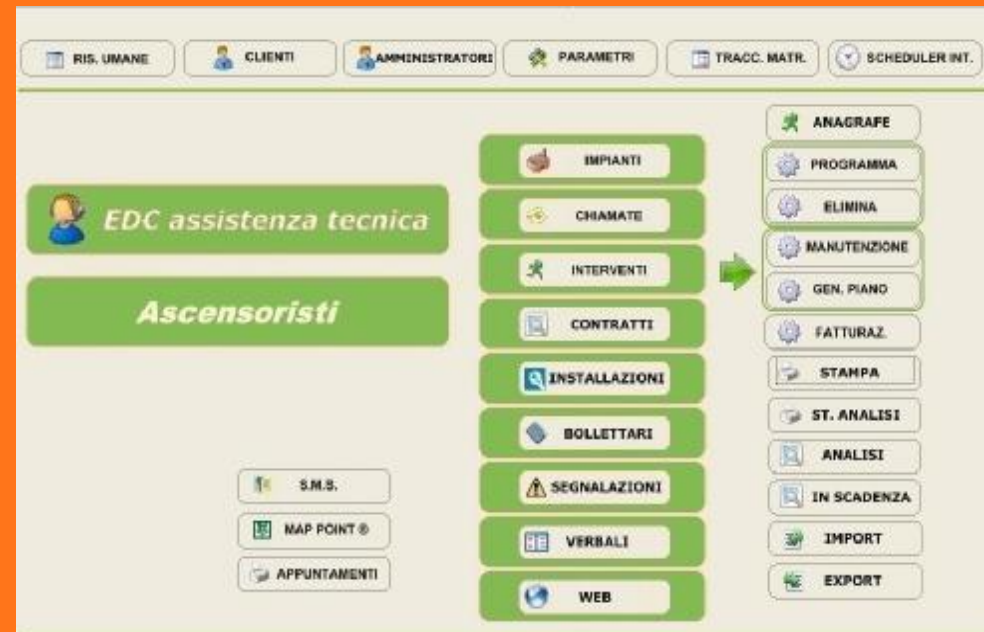 RIS. UMANE
CLIENTI
AMMINISTRATORI
PARAMETRI
TRACC. MATR.
SCHEDULER INT.
EDC assistenza tecnica
Ascensoristi
S.M.S.
MAP POINT ®
APPUNTAMENTI
IMPIANTI
CHIAMATE
INTERVENTI
CONTRATTI
INSTALLAZIONI
BOLLETTARI
SEGNALAZIONI
VERBALI
WEB
ANAGRAFE
PROGRAMMA
ELIMINA
MANUTENZIONE
GEN. PIANO
FATTURAZ.
STAMPA
ST. ANALISI
ANALISI
IN SCADENZA
IMPORT
EXPORT